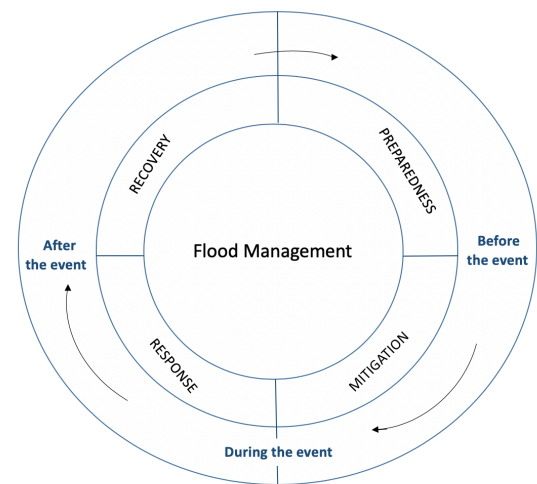 RECOVERY
PREPAREDNESS
Flood Management
After
the event
Before
the event
RESPONSE
MITIGATION
During the event